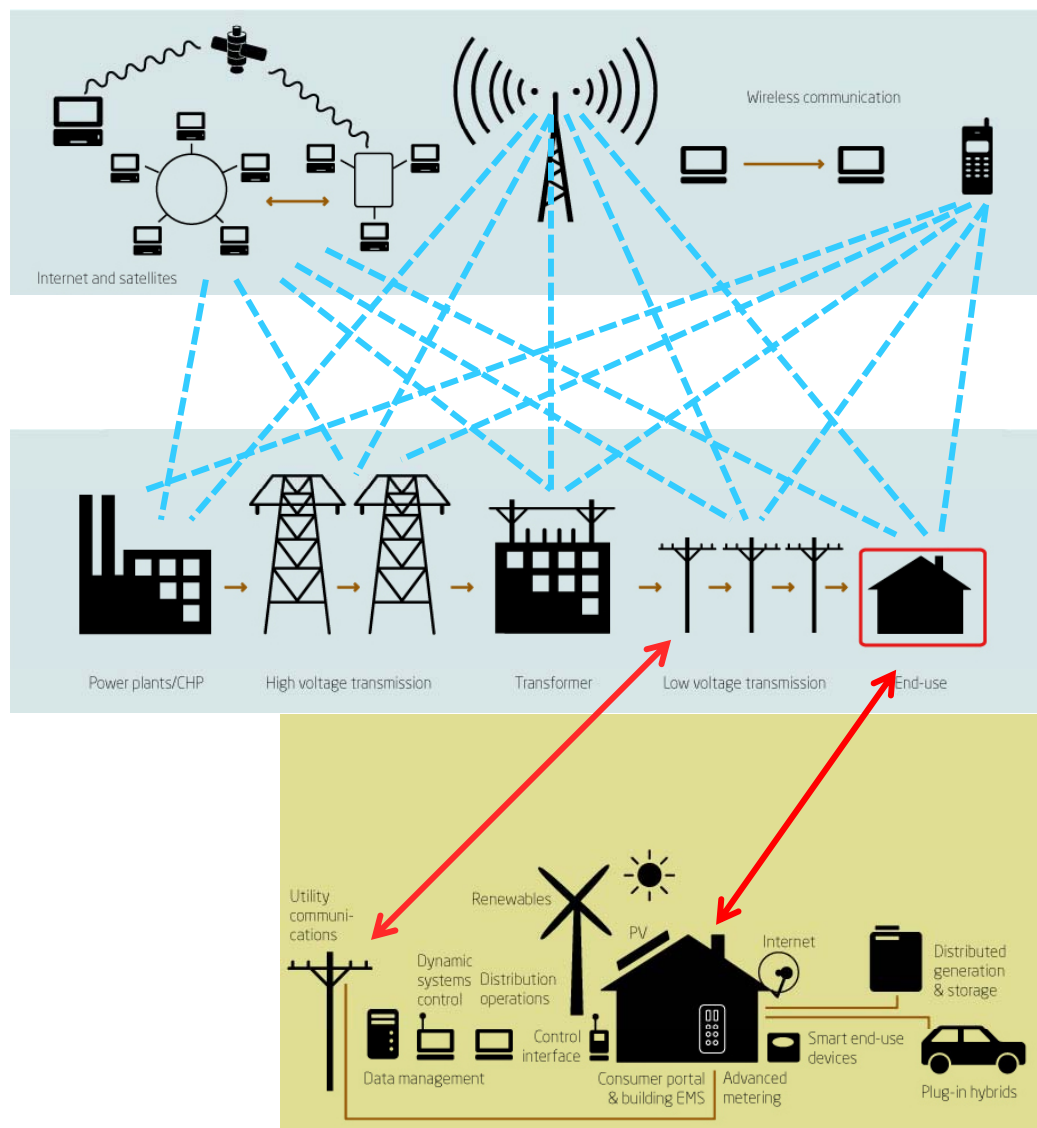 Wireless communication
Internet and satellites
Power plants/CHP
High voltage transmission
Transformer
Low voltage transmission
End-use
Utility
communi-
cations
Renewables
PV
Internet
Dynamic
systems
control
Distribution
operations
Distributed
generation
& storage
Control
interface
Smart end-use
devices
Data management
Consumer portal
& building EMS
Advanced
metering
Plug-in hybrids